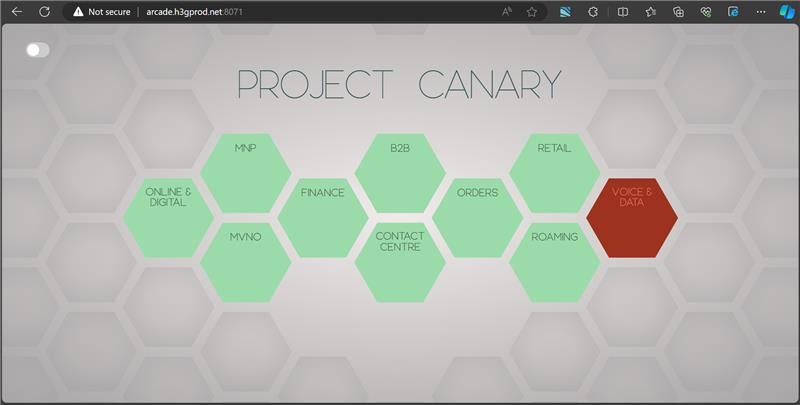 Not secure
arcade.h3gprod.net:8071
PROJECT CANARY
MNP
B2B
RETAIL
ONLINE &
DIGITAL
FINANCE
ORDERS
VOICE &
DATA
MVNO
CONTACT
CENTRE
ROAMING